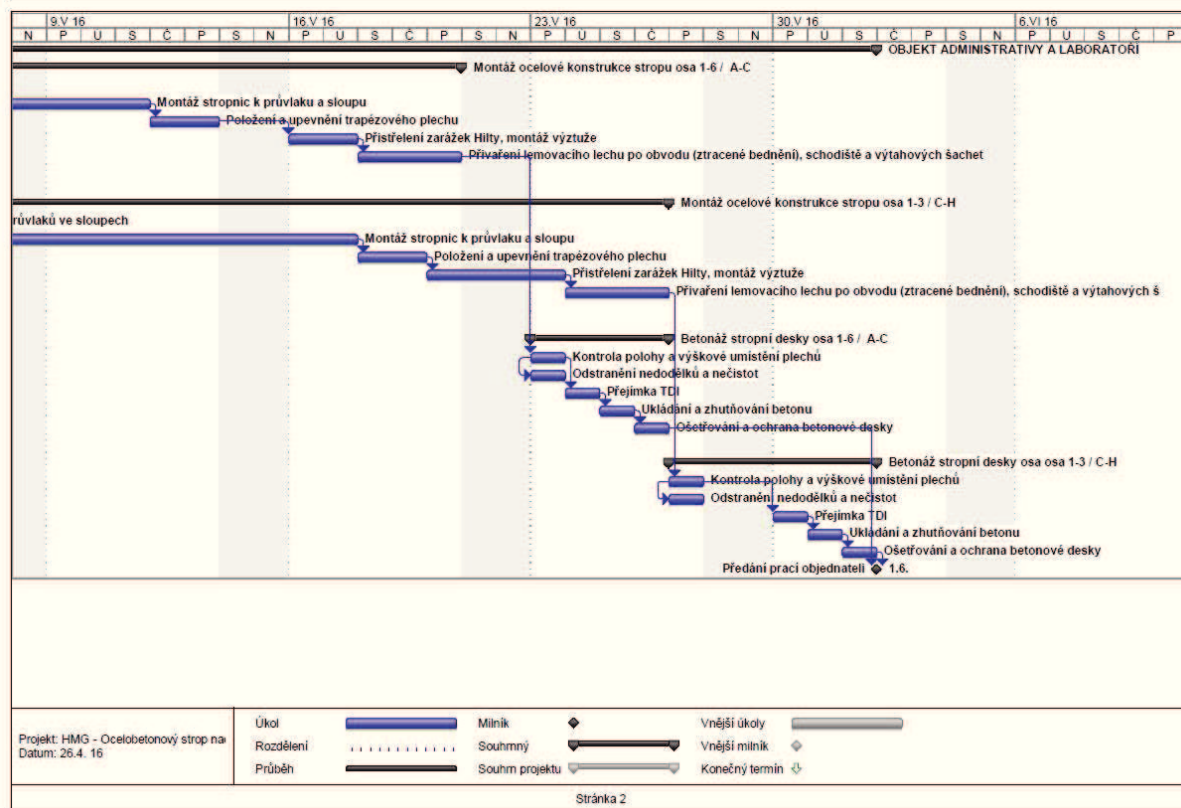 9.V 16 16.V 16 23.V 16 30.V 16 6.VI 16
N P U S Č P S N P U S Č P S N P U S Č P S N P U S Č P S N P U S Č P
OBJEKT ADMINISTRATIVY A LABORATOŘÍ
Montáž ocelové konstrukce stropu osa 1-6 / A-C
Montáž stropnic k průvlaku a sloupu
Položení a upevnění trapézového plechu
Přistřelení zarážek Hilty, montáž výztuže
Přivaření lemovacího lechu po obvodu (ztracené bednění), schodiště a výtahových šachet
Montáž ocelové konstrukce stropu osa 1-3 / C-H
růvlaků ve sloupech
Montáž stropnic k průvlaku a sloupu
Položení a upevnění trapézového plechu
Přistřelení zarážek Hilty, montáž výztuže
Přivaření lemovacího lechu po obvodu (ztracené bednění), schodiště a výtahových š
Betonáž stropní desky osa 1-6 / A-C
Kontrola polohy a výškové umístění plechů
Odstranění nedodělků a nečistot
Přejímka TDI
Ukládání a zhutňování betonu
Ošetřování a ochrana betonové desky
Betonáž stropní desky osa osa 1-3 / C-H
Kontrola polohy a výškové umístění plechů
Odstranění nedodělků a nečistot
Přejímka TDI
Ukládání a zhutňování betonu
Ošetřování a ochrana betonové desky
Předání prací objednateli 1.6.
Projekt: HMG - Ocelobetonový strop na
Datum: 26.4. 16
Úkol
Rozdělení
Průběh
Milník
Souhrnný
Souhrn projektu
Vnější úkoly
Vnější milník
Konečný termín
Stránka 2